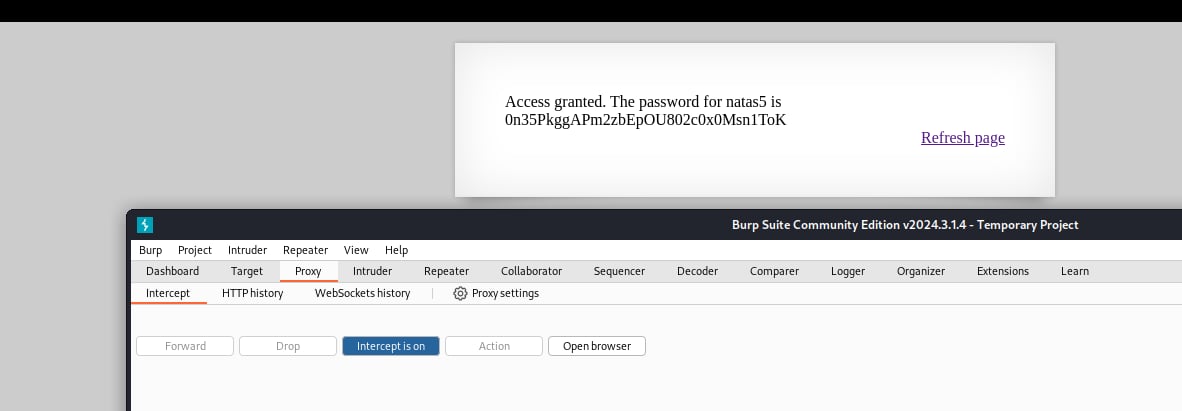 Access granted. The password for natas5 is
0n35PkggAPm2zbEpOU802c0x0Msn1ToK
Refresh page
Burp Suite Community Edition v2024.3.1.4 - Temporary Project
Burp Project Intruder Repeater View Help
Dashboard Target Proxy Intruder Repeater Collaborator Sequencer Decoder Comparer Logger Organizer Extensions Learn
Intercept HTTP history WebSockets history Proxy settings
Forward Drop Intercept is on Action Open browser